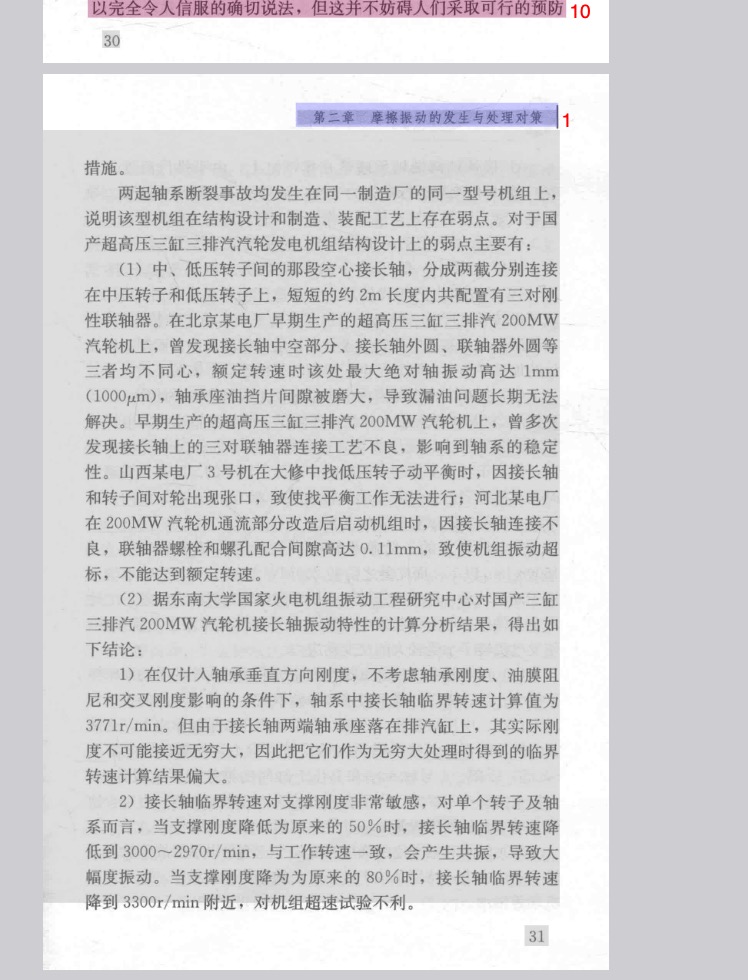 以完全令人信服的确切说法，但这并不妨碍人们采取可行的预防 10
30
第二章 摩擦振动的发生与处理对策 1
措施。
两起轴系断裂事故均发生在同一制造厂的同一型号机组上，
说明该型机组在结构设计和制造、装配工艺上存在弱点。对于国
产超高压三缸三排汽汽轮发电机组结构设计上的弱点主要有：
（1）中、低压转子间的那段空心接长轴，分成两截分别连接
在中压转子和低压转子上，短短的约 2m 长度内共配置有三对刚
性联轴器。在北京某电厂早期生产的超高压三缸三排汽 200MW
汽轮机上，曾发现接长轴中空部分、接长轴外圆、联轴器外圆等
三者均不同心，额定转速时该处最大绝对轴振动高达 1mm
（1000μm），轴承座油挡片间隙被磨大，导致漏油问题长期无法
解决。早期生产的超高压三缸三排汽 200MW 汽轮机上，曾多次
发现接长轴上的三对联轴器连接工艺不良，影响到轴系的稳定
性。山西某电厂 3 号机在大修中找低压转子动平衡时，因接长轴
和转子间对轮出现张口，致使找平衡工作无法进行；河北某电厂
在 200MW 汽轮机通流部分改造后启动机组时，因接长轴连接不
良，联轴器螺栓和螺孔配合间隙高达 0.11mm，致使机组振动超
标，不能达到额定转速。
（2）据东南大学国家火电机组振动工程研究中心对国产三缸
三排汽 200MW 汽轮机接长轴振动特性的计算分析结果，得出如
下结论：
1）在仅计入轴承垂直方向刚度，不考虑轴承刚度、油膜阻
尼和交叉刚度影响的条件下，轴系中接长轴临界转速计算值为
3771r/min。但由于接长轴两端轴承座落在排汽缸上，其实际刚
度不可能接近无穷大，因此把它们作为无穷大处理时得到的临界
转速计算结果偏大。
2）接长轴临界转速对支撑刚度非常敏感，对单个转子及轴
系而言，当支撑刚度降低为原来的 50%时，接长轴临界转速降
低到 3000～2970r/min，与工作转速一致，会产生共振，导致大
幅度振动。当支撑刚度降为为原来的 80%时，接长轴临界转速
降到 3300r/min 附近，对机组超速试验不利。
31